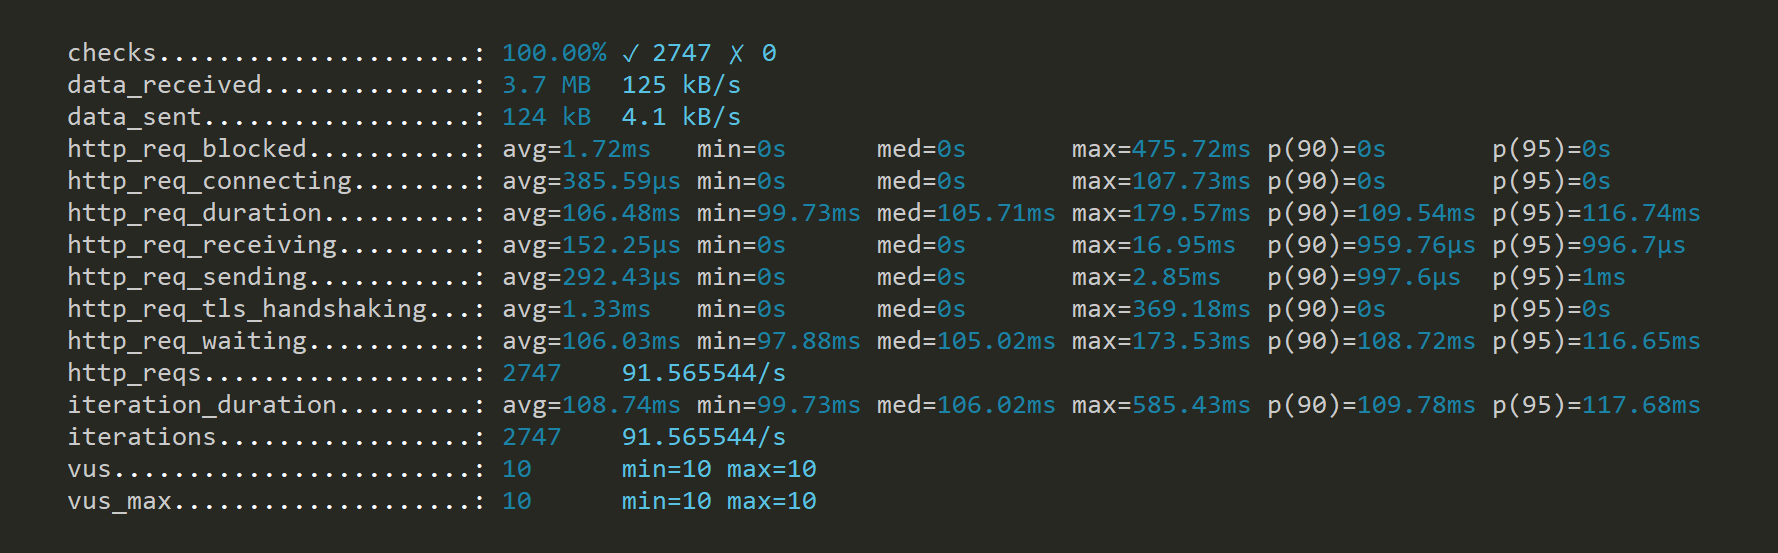 checks.....................: 100.00% ✓ 2747 ✗ 0
data_received..............: 3.7 MB  125 kB/s
data_sent..................: 124 kB  4.1 kB/s
http_req_blocked...........: avg=1.72ms   min=0s      med=0s       max=475.72ms p(90)=0s       p(95)=0s
http_req_connecting........: avg=385.59µs min=0s      med=0s       max=107.73ms p(90)=0s       p(95)=0s
http_req_duration..........: avg=106.48ms min=99.73ms med=105.71ms max=179.57ms p(90)=109.54ms p(95)=116.74ms
http_req_receiving.........: avg=152.25µs min=0s      med=0s       max=16.95ms  p(90)=959.76µs p(95)=996.7µs
http_req_sending...........: avg=292.43µs min=0s      med=0s       max=2.85ms   p(90)=997.6µs  p(95)=1ms
http_req_tls_handshaking...: avg=1.33ms   min=0s      med=0s       max=369.18ms p(90)=0s       p(95)=0s
http_req_waiting...........: avg=106.03ms min=97.88ms med=105.02ms max=173.53ms p(90)=108.72ms p(95)=116.65ms
http_reqs..................: 2747    91.565544/s
iteration_duration.........: avg=108.74ms min=99.73ms med=106.02ms max=585.43ms p(90)=109.78ms p(95)=117.68ms
iterations.................: 2747    91.565544/s
vus........................: 10      min=10 max=10
vus_max....................: 10      min=10 max=10